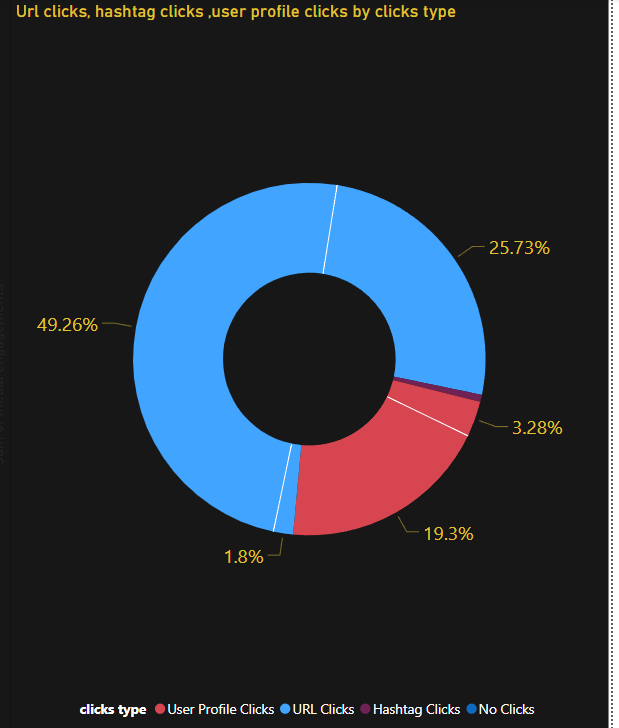 Url clicks, hashtag clicks ,user profile clicks by clicks type
25.73%
49.26%
3.28%
19.3%
1.8%
clicks type User Profile Clicks URL Clicks Hashtag Clicks No Clicks